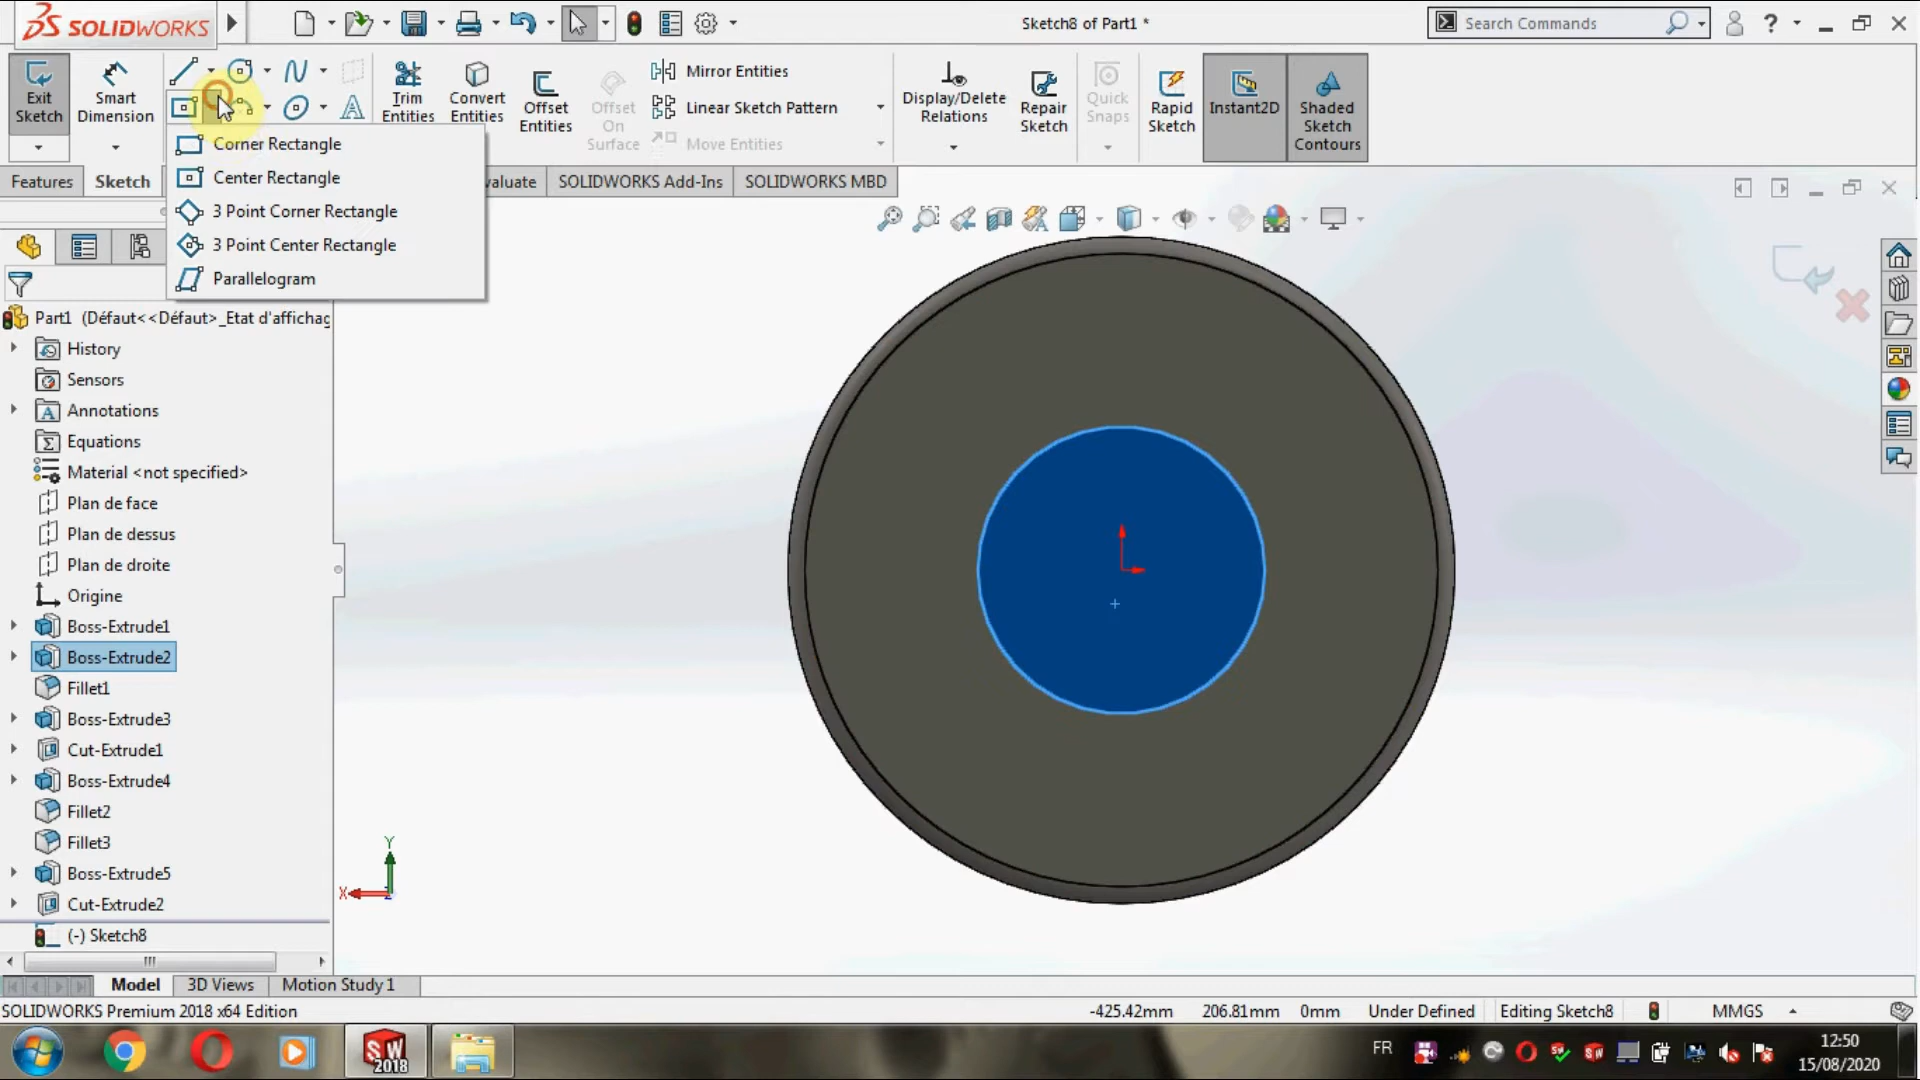 SOLIDWORKS
Sketch8 of Part1 *
Search Commands
Exit Sketch
Smart Dimension
Trim Entities
Convert Entities
Offset Entities
Offset On Surface
Mirror Entities
Linear Sketch Pattern
Move Entities
Display/Delete Relations
Repair Sketch
Quick Snaps
Rapid Sketch
Instant2D
Shaded Sketch Contours
Corner Rectangle
Center Rectangle
3 Point Corner Rectangle
3 Point Center Rectangle
Parallelogram
Features
Sketch
valuate
SOLIDWORKS Add-Ins
SOLIDWORKS MBD
Part1 (Défaut<<Défaut>_Etat d'affichag
History
Sensors
Annotations
Equations
Material <not specified>
Plan de face
Plan de dessus
Plan de droite
Origine
Boss-Extrude1
Boss-Extrude2
Fillet1
Boss-Extrude3
Cut-Extrude1
Boss-Extrude4
Fillet2
Fillet3
Boss-Extrude5
Cut-Extrude2
(-) Sketch8
Y
X
Model
3D Views
Motion Study 1
SOLIDWORKS Premium 2018 x64 Edition
-425.42mm
206.81mm
0mm
Under Defined
Editing Sketch8
MMGS
SW 2018
FR
12:50
15/08/2020